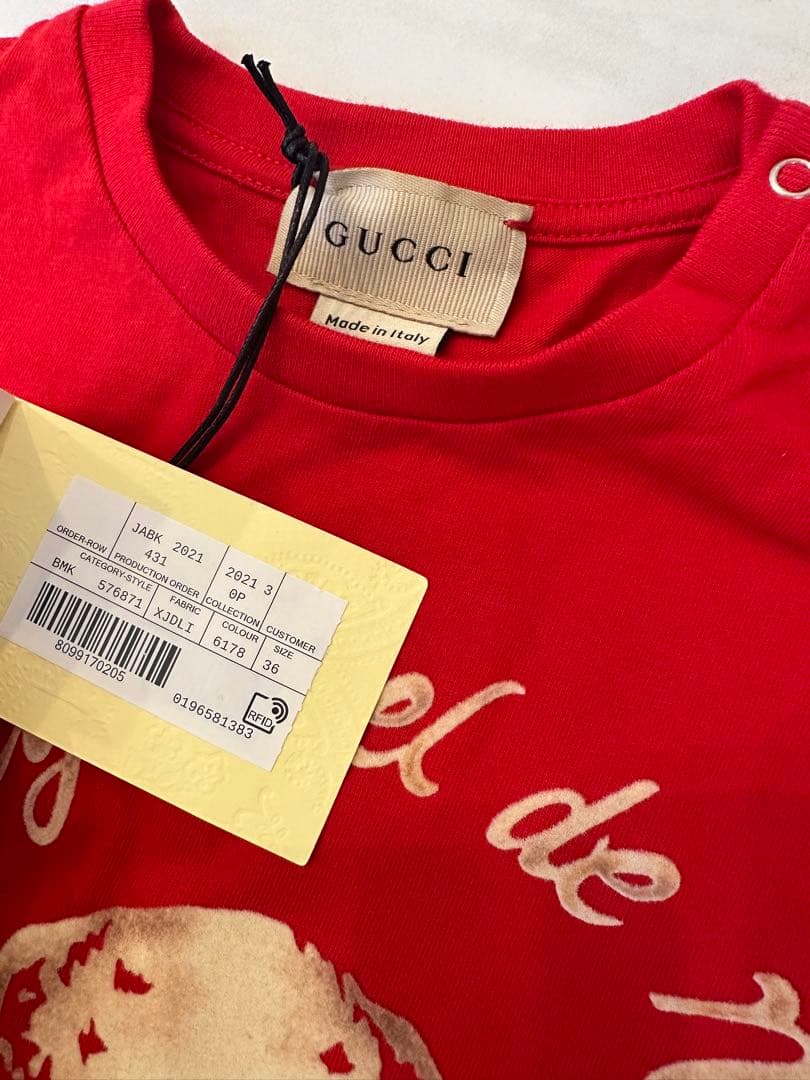 GUCCI
Made in Italy
JABK 2021 2021 3
431 0P
ORDER-ROW PRODUCTION ORDER COLLECTION CUSTOMER
CATEGORY-STYLE FABRIC COLOUR SIZE
BMK 576871 XJDLI 6178 36
8099170205
0196581383
RFID
el de